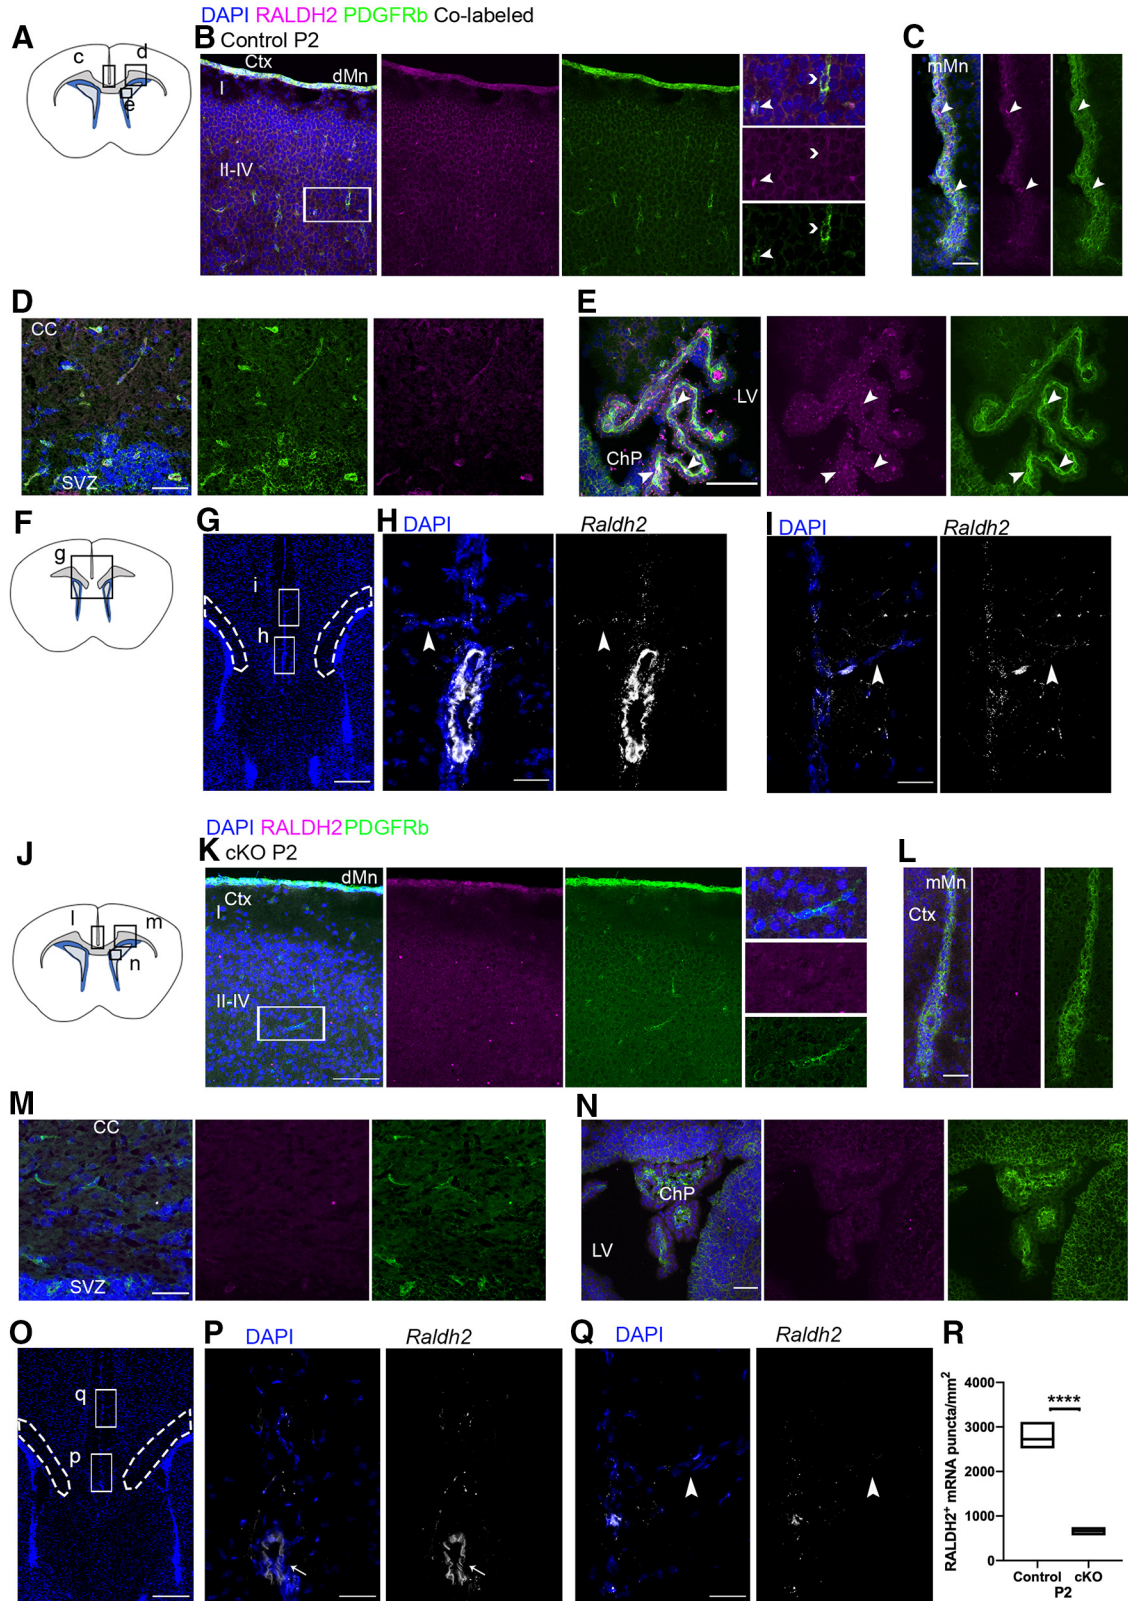 DAPI RALDH2 PDGFRb Co-labeled
A
c
d
e
B
Control P2
Ctx
dMn
I
II-IV
C
mMn
D
CC
SVZ
E
LV
ChP
F
g
G
i
h
H
DAPI
Raldh2
I
DAPI
Raldh2
DAPI RALDH2 PDGFRb
J
l
m
n
K
cKO P2
dMn
Ctx
I
II-IV
L
mMn
Ctx
M
CC
SVZ
N
ChP
LV
O
q
p
P
DAPI
Raldh2
Q
DAPI
Raldh2
R
RALDH2+ mRNA puncta/mm2
4000
3000
2000
1000
0
****
Control cKO
P2